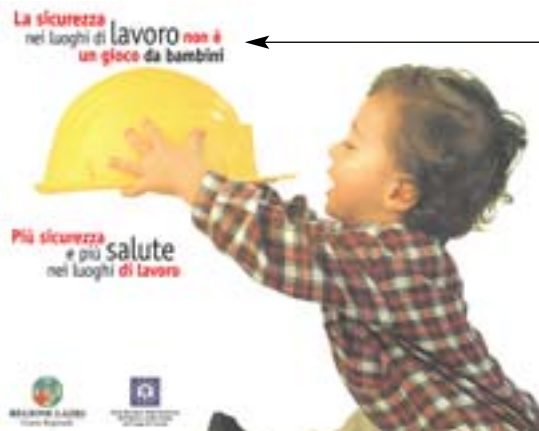 La sicurezza
nei luoghi di lavoro non è
un gioco da bambini
Più sicurezza
e più salute
nei luoghi di lavoro
REGIONE LAZIO